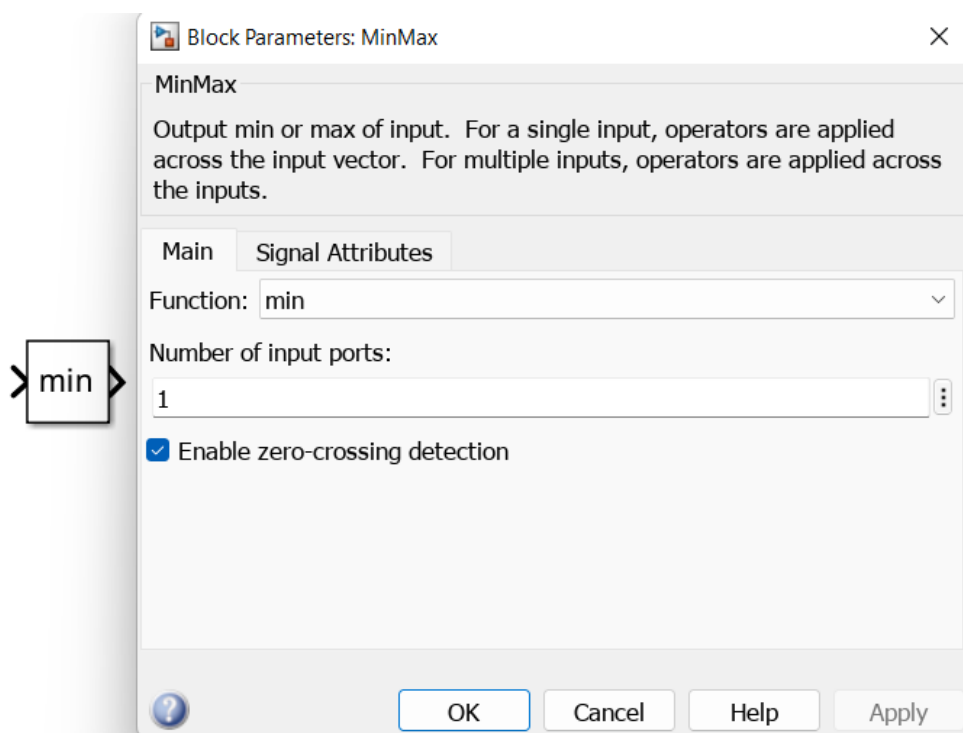 Block Parameters: MinMax
MinMax
Output min or max of input.  For a single input, operators are applied
across the input vector.  For multiple inputs, operators are applied across
the inputs.
Main
Signal Attributes
Function:
min
Number of input ports:
min
1
Enable zero-crossing detection
?
OK
Cancel
Help
Apply